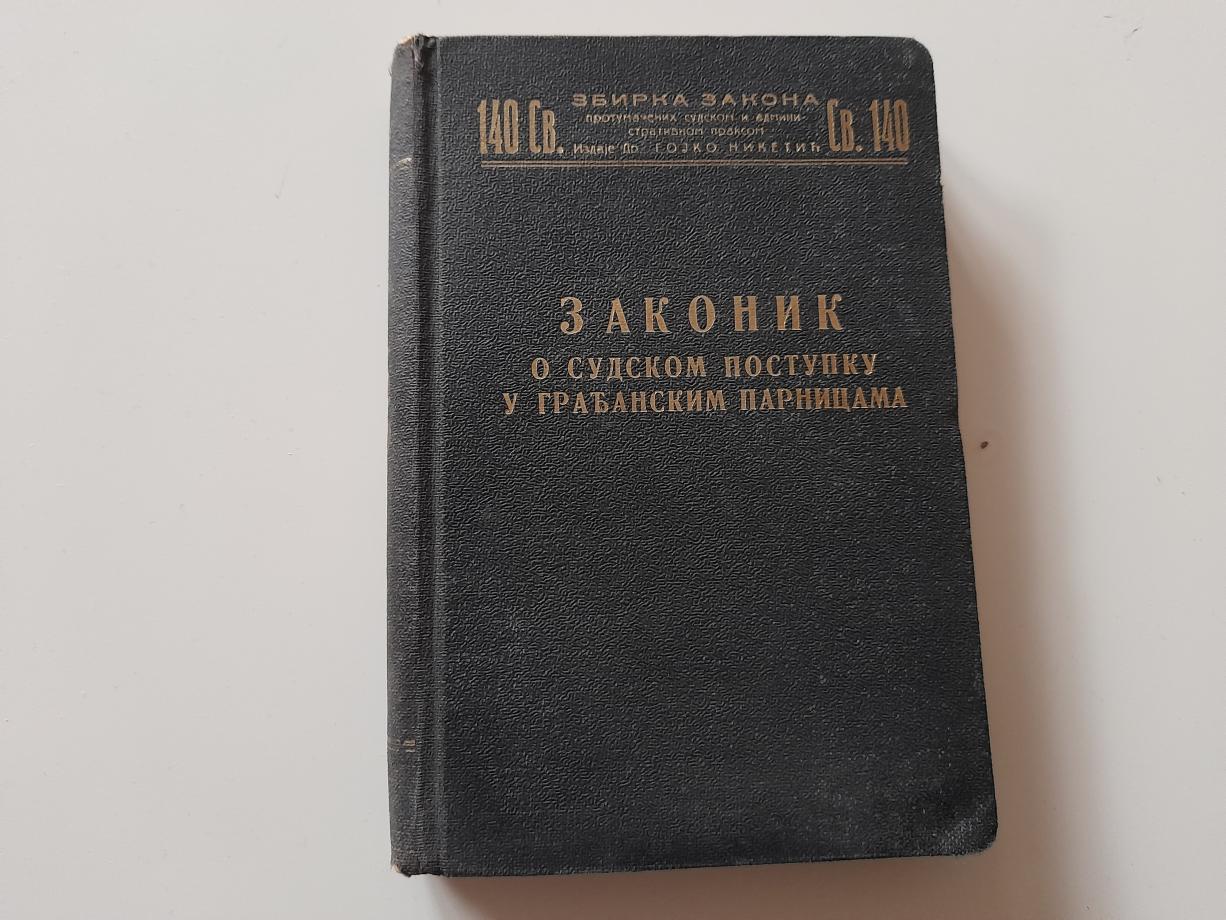 140 Св. ЗБИРКА ЗАКОНА Св. 140
протумачених судском и админи-
стративном праксом
Издаје Др. ГОЈКО НИКЕТИЋ
ЗАКОНИК
О СУДСКОМ ПОСТУПКУ
У ГРАЂАНСКИМ ПАРНИЦАМА